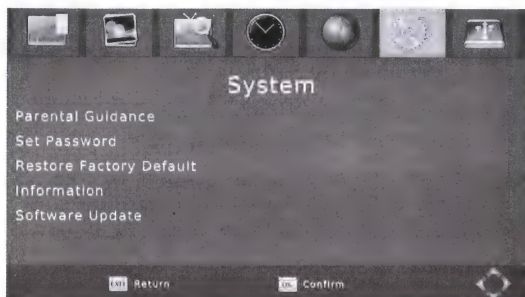 System
Parental Guidance
Set Password
Restore Factory Default
Information
Software Update
EXIT Return OK Confirm